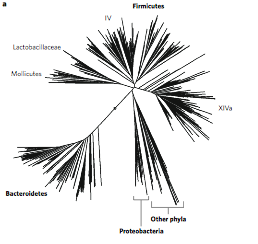 a
Firmicutes
IV
Lactobacillaceae
Mollicutes
XIVa
Bacteroidetes
Other phyla
Proteobacteria